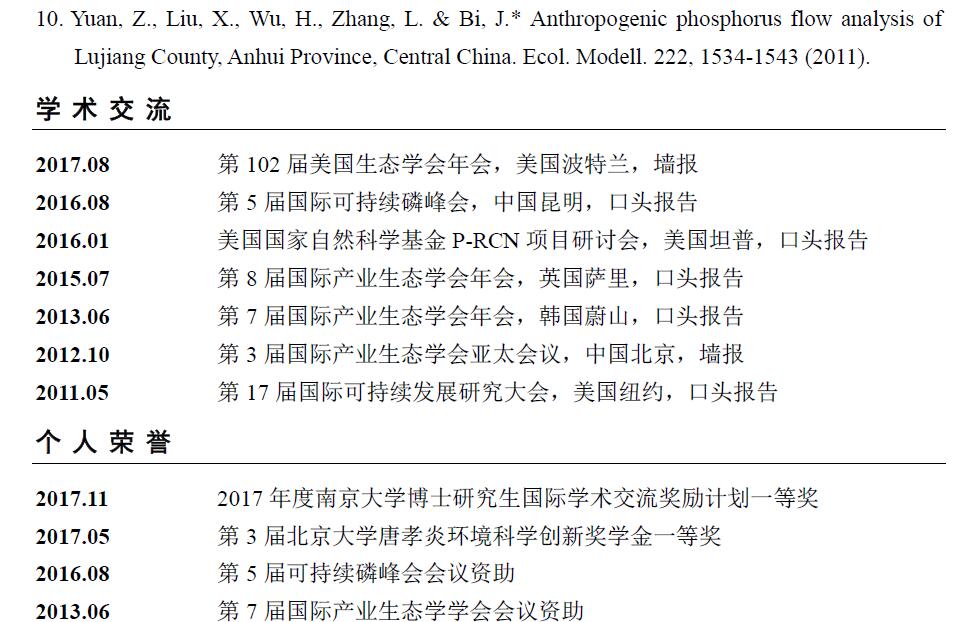 10. Yuan, Z., Liu, X., Wu, H., Zhang, L. & Bi, J.* Anthropogenic phosphorus flow analysis of
Lujiang County, Anhui Province, Central China. Ecol. Modell. 222, 1534-1543 (2011).
学 术 交 流
2017.08 第 102 届美国生态学会年会，美国波特兰，墙报
2016.08 第 5 届国际可持续磷峰会，中国昆明，口头报告
2016.01 美国国家自然科学基金 P-RCN 项目研讨会，美国坦普，口头报告
2015.07 第 8 届国际产业生态学会年会，英国萨里，口头报告
2013.06 第 7 届国际产业生态学会年会，韩国蔚山，口头报告
2012.10 第 3 届国际产业生态学会亚太会议，中国北京，墙报
2011.05 第 17 届国际可持续发展研究大会，美国纽约，口头报告
个 人 荣 誉
2017.11 2017 年度南京大学博士研究生国际学术交流奖励计划一等奖
2017.05 第 3 届北京大学唐孝炎环境科学创新奖学金一等奖
2016.08 第 5 届可持续磷峰会会议资助
2013.06 第 7 届国际产业生态学学会会议资助